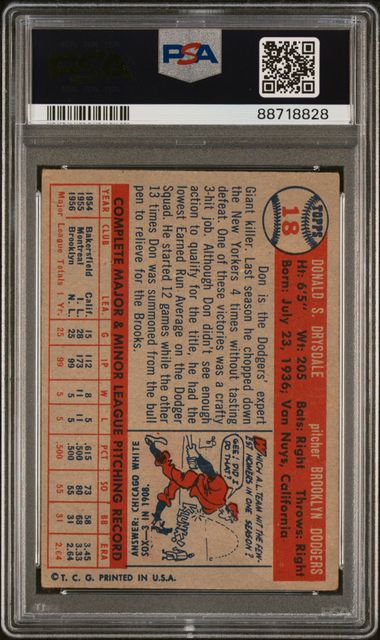 PSA
PSA
88718828
TOPPS
18
DONALD S. DRYSDALE pitcher BROOKLYN DODGERS
Ht: 6'5" Wt: 205 Bats: Right Throws: Right
Born: July 23, 1936; Van Nuys, California
Don is the Dodgers' expert
Giant killer. Last season he chopped down
the New Yorkers 4 times without tasting
defeat. One of these victories was a crafty
3-hit job. Although Don didn't see enough
action to qualify for the title, he had the
lowest Earned Run Average on the Dodger
Squad. He started 12 games while the other
13 times Don was summoned from the bull
pen to relieve for the Brooks.
WHICH A.L. TEAM HIT THE FEW-
EST HOMERS IN ONE SEASON?
GEE! DID I
DO THAT?
ANSWER: CHICAGO WHITE
SOX—3 IN 1908.
COMPLETE MAJOR & MINOR LEAGUE PITCHING RECORD
YEAR CLUB LEA. G IP W L PCT SO BB ERA
1954 Bakersfield Calif. 15 112 8 5 .615 73 58 3.45
1955 Montreal I. L. 28 173 80 68 3.33
1956 Brooklyn N. L. 25 99 5 5 .500 55 31 2.64
Major League Totals 1 Yr. 25 99 5 5 .500 55 31 2.64
© T. C. G. PRINTED IN U.S.A.